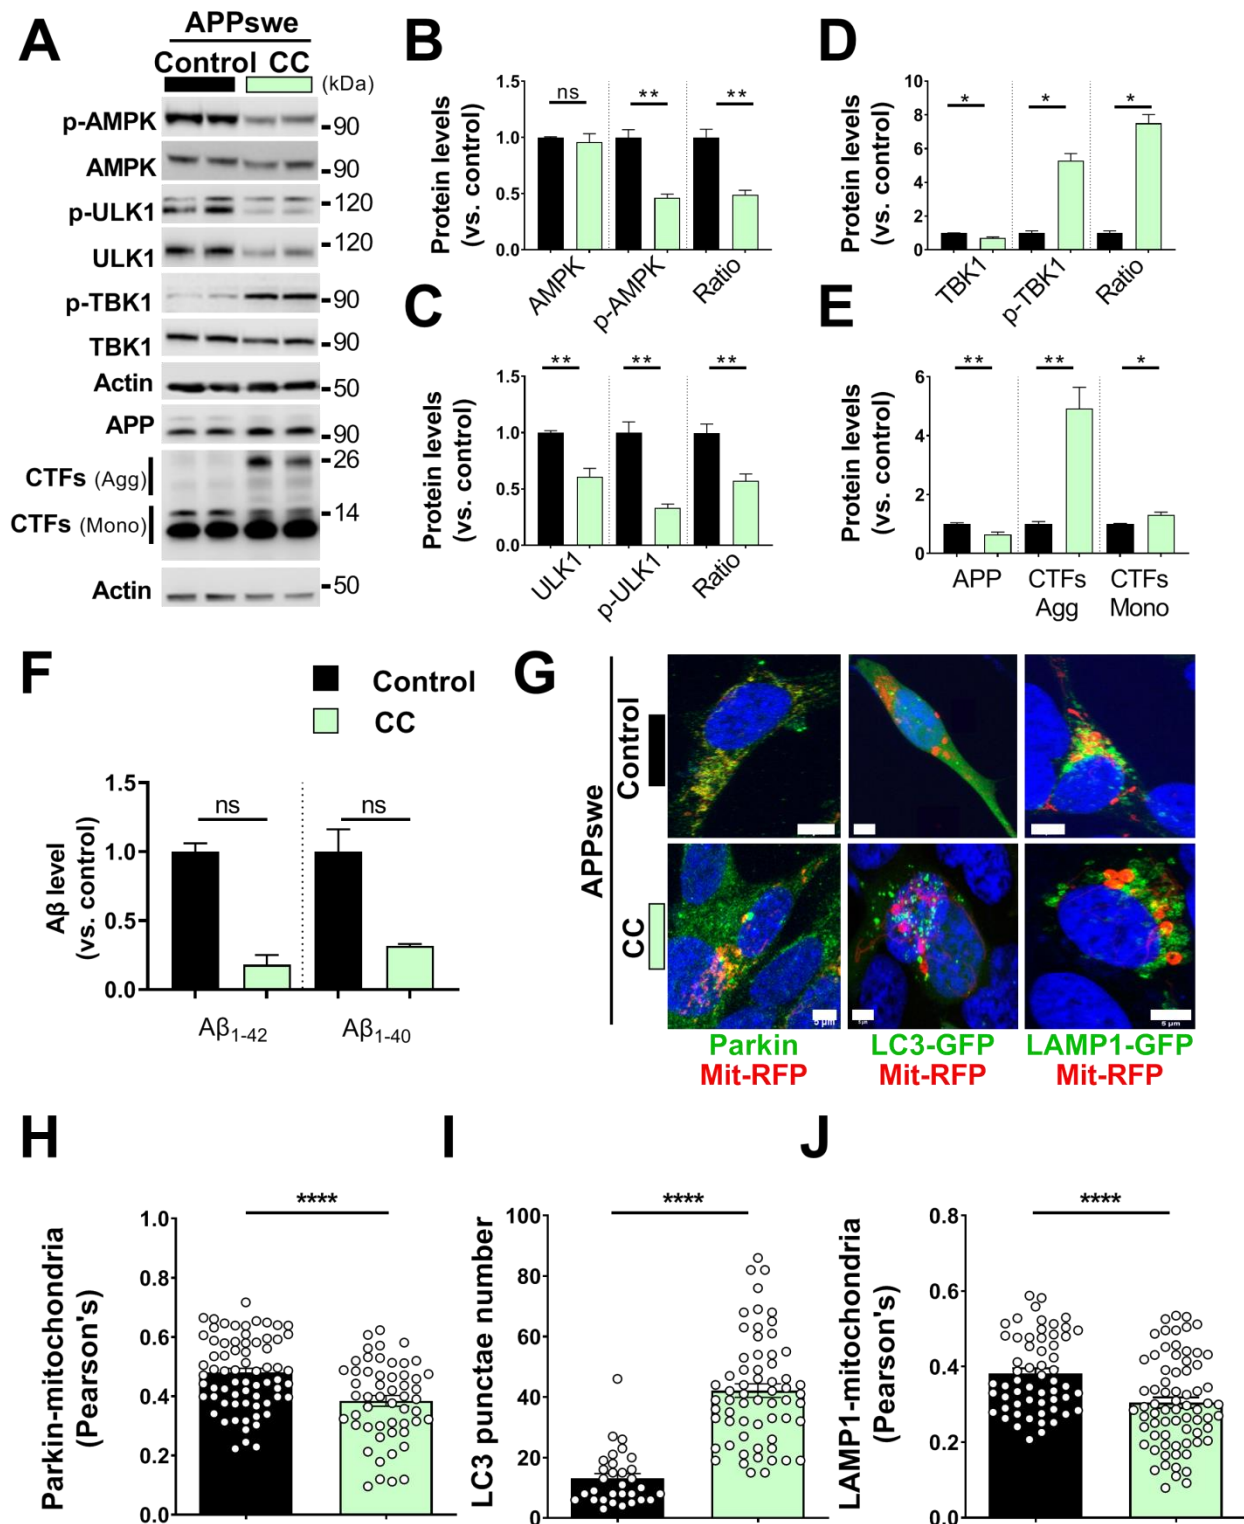 A
APPswe
Control CC
(kDa)
p-AMPK
90
AMPK
90
p-ULK1
120
ULK1
120
p-TBK1
90
TBK1
90
Actin
50
APP
90
CTFs (Agg)
26
CTFs (Mono)
14
Actin
50
B
Protein levels
(vs. control)
1.5
1.0
0.5
0.0
ns
**
**
AMPK
p-AMPK
Ratio
C
Protein levels
(vs. control)
1.5
1.0
0.5
0.0
**
**
**
ULK1
p-ULK1
Ratio
D
Protein levels
(vs. control)
10
8
6
4
2
0
*
*
*
TBK1
p-TBK1
Ratio
E
Protein levels
(vs. control)
6
4
2
0
**
**
*
APP
CTFs
Agg
CTFs
Mono
F
Control
CC
Aβ level
(vs. control)
1.5
1.0
0.5
0.0
ns
ns
Aβ1-42
Aβ1-40
G
APPswe
Control
CC
5 µm
5 µm
Parkin
Mit-RFP
LC3-GFP
Mit-RFP
LAMP1-GFP
Mit-RFP
H
Parkin-mitochondria
(Pearson's)
1.0
0.8
0.6
0.4
0.2
0.0
****
I
LC3 punctae number
100
80
60
40
20
0
****
J
LAMP1-mitochondria
(Pearson's)
0.8
0.6
0.4
0.2
****